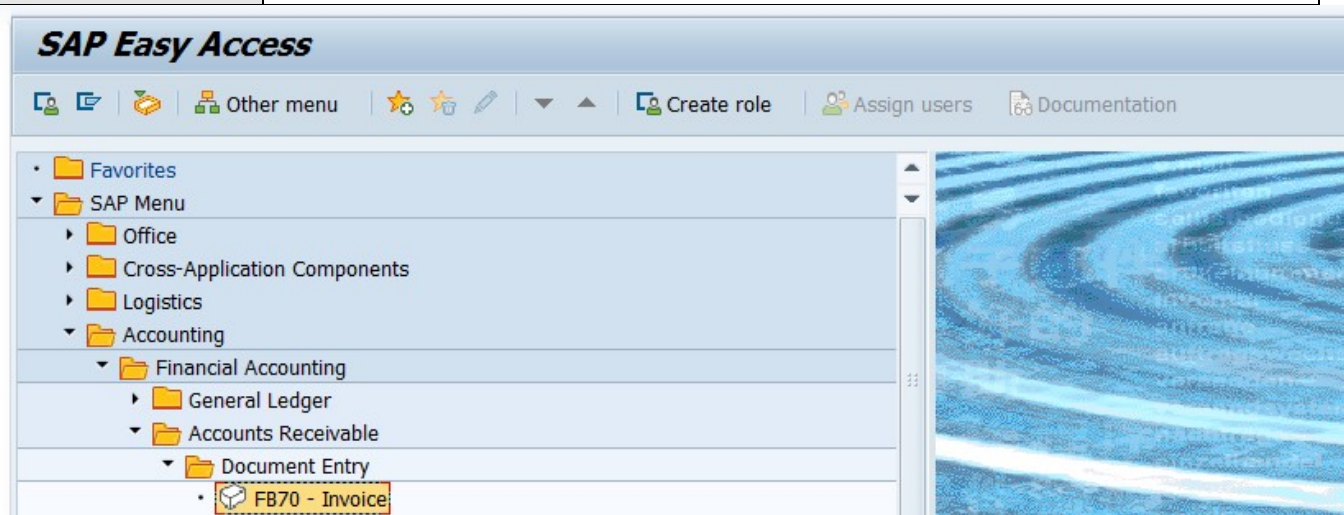 SAP Easy Access
Other menu Create role Assign users Documentation
Favorites
SAP Menu
Office
Cross-Application Components
Logistics
Accounting
Financial Accounting
General Ledger
Accounts Receivable
Document Entry
FB70 - Invoice